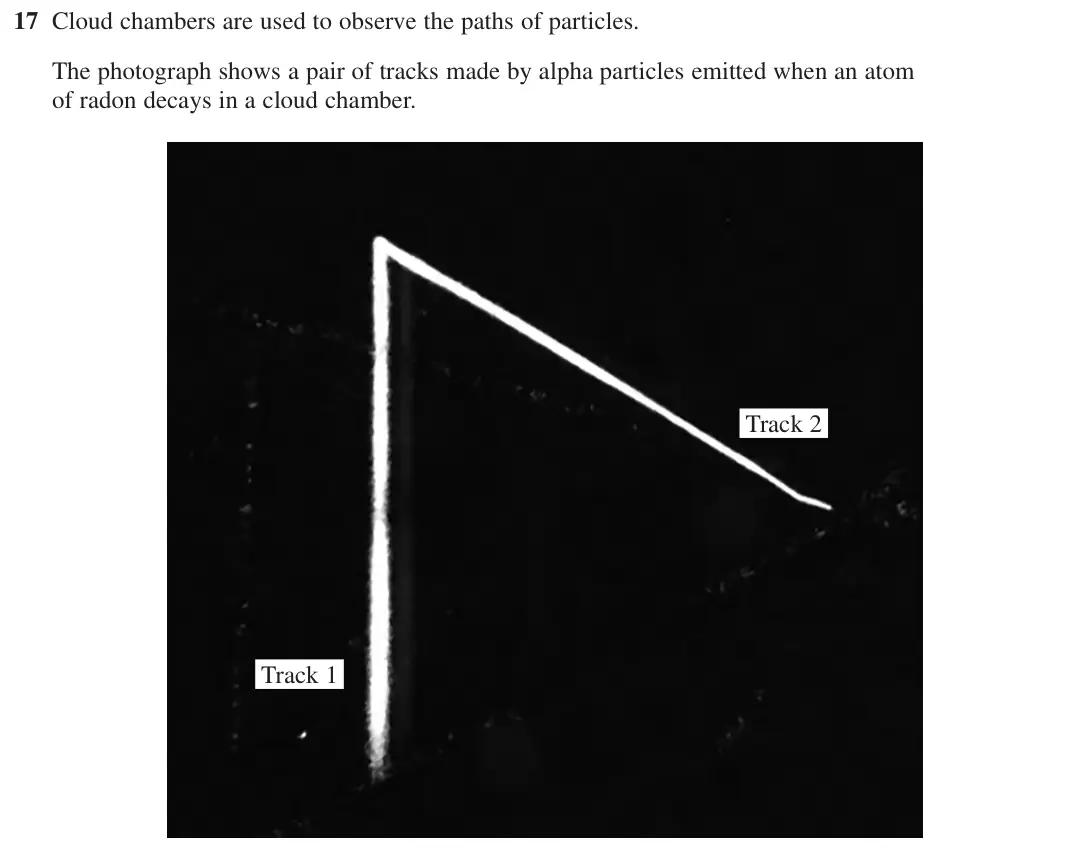 17 Cloud chambers are used to observe the paths of particles.
The photograph shows a pair of tracks made by alpha particles emitted when an atom
of radon decays in a cloud chamber.
Track 2
Track 1